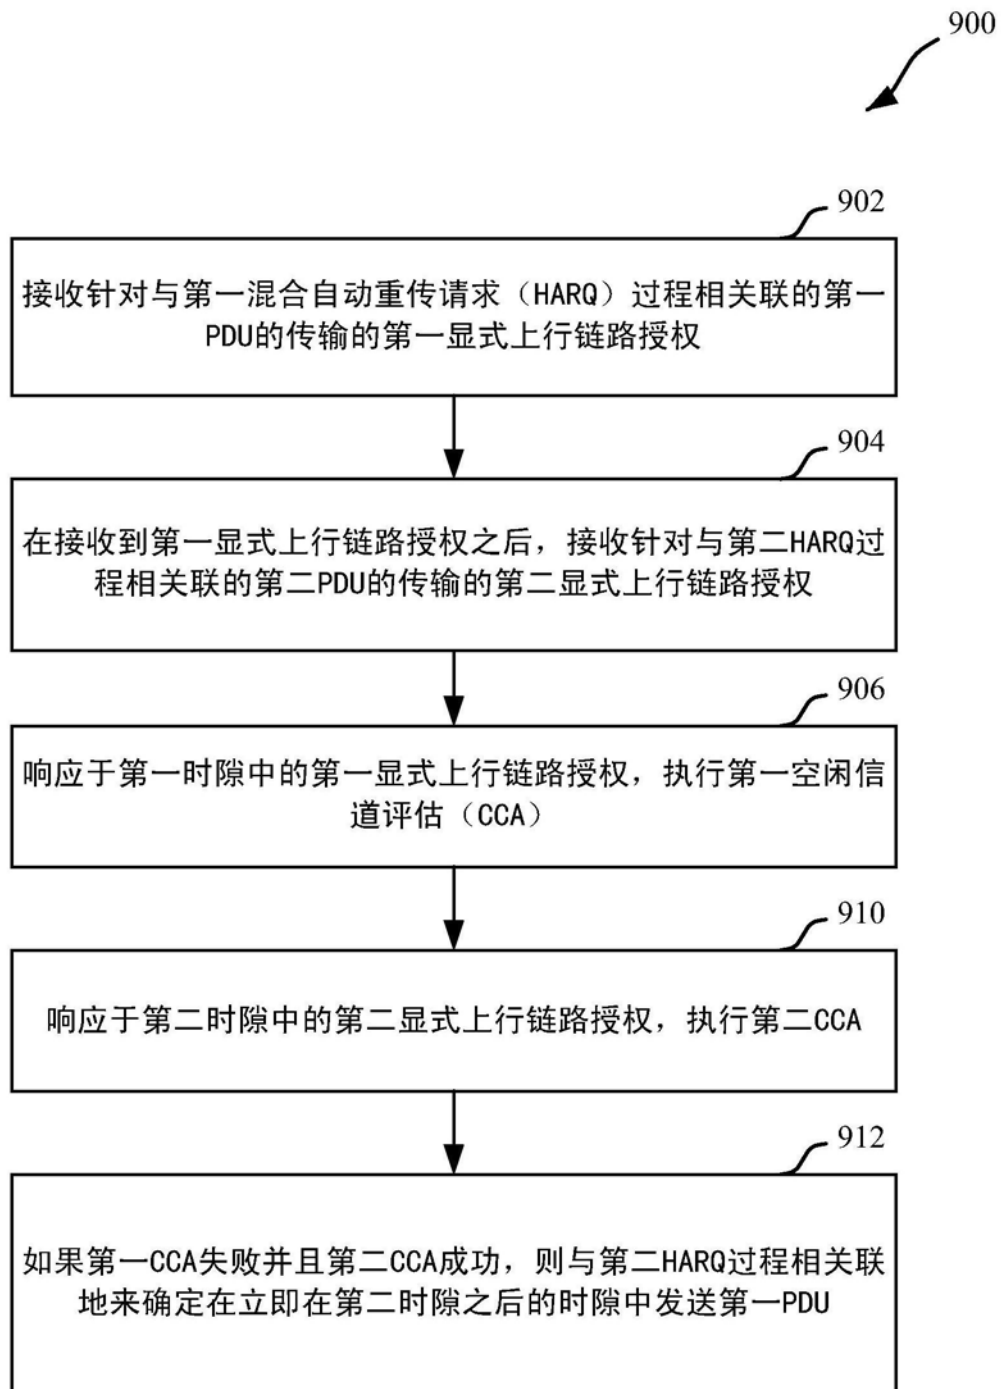 900
902
接收针对与第一混合自动重传请求（HARQ）过程相关联的第一
PDU的传输的第一显式上行链路授权
904
在接收到第一显式上行链路授权之后，接收针对与第二HARQ过
程相关联的第二PDU的传输的第二显式上行链路授权
906
响应于第一时隙中的第一显式上行链路授权，执行第一空闲信
道评估（CCA）
910
响应于第二时隙中的第二显式上行链路授权，执行第二CCA
912
如果第一CCA失败并且第二CCA成功，则与第二HARQ过程相关联
地来确定在立即在第二时隙之后的时隙中发送第一PDU